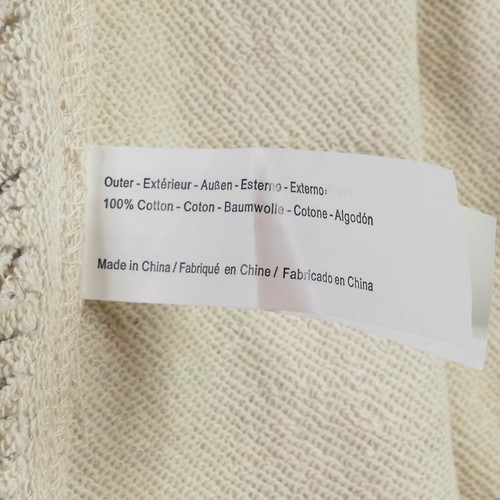 Outer - Extérieur - Außen - Esterno - Externo:
100% Cotton - Coton - Baumwolle - Cotone - Algodón
Made in China / Fabriqué en Chine / Fabricado en China